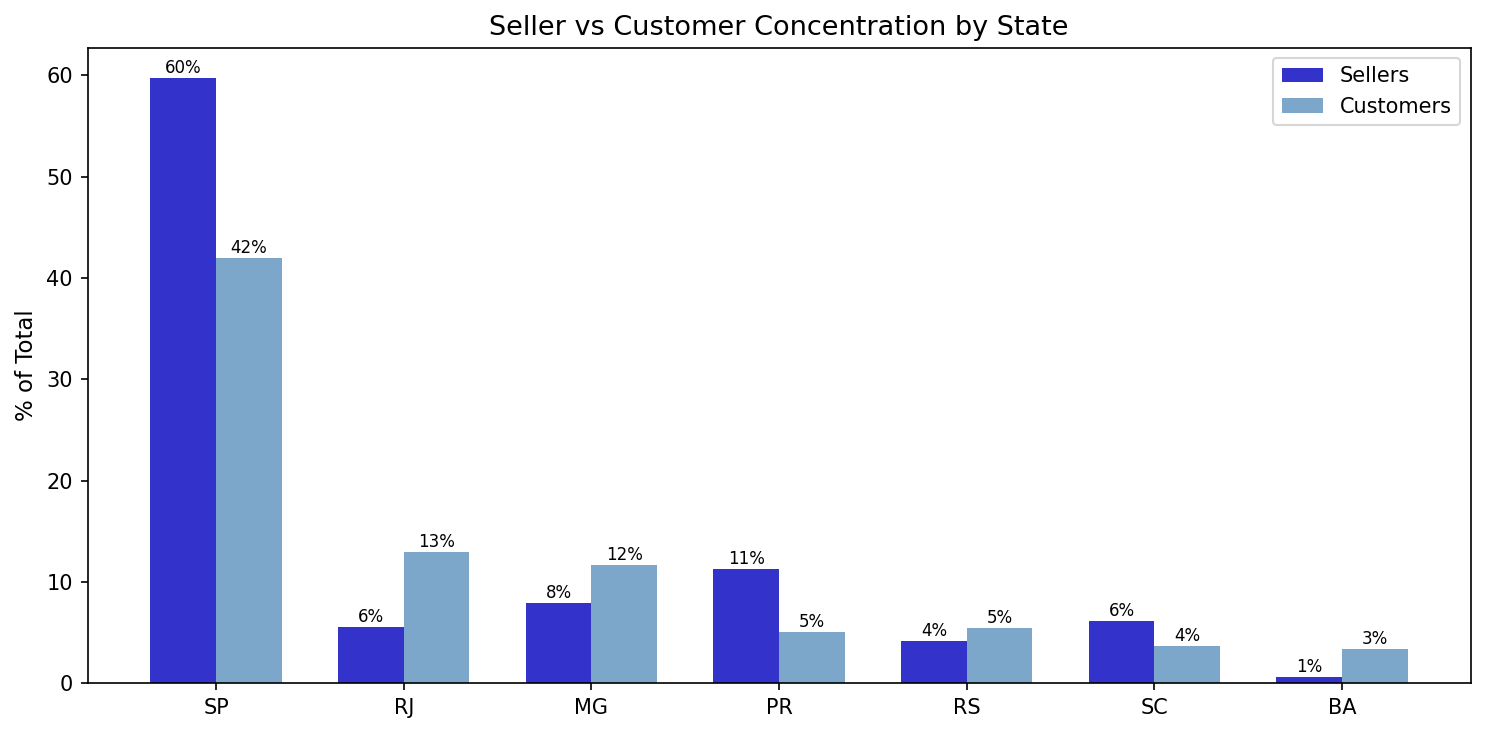 Seller vs Customer Concentration by State
Sellers
Customers
% of Total
60
50
40
30
20
10
0
60%
42%
6%
13%
8%
12%
11%
5%
4%
5%
6%
4%
1%
3%
SP
RJ
MG
PR
RS
SC
BA